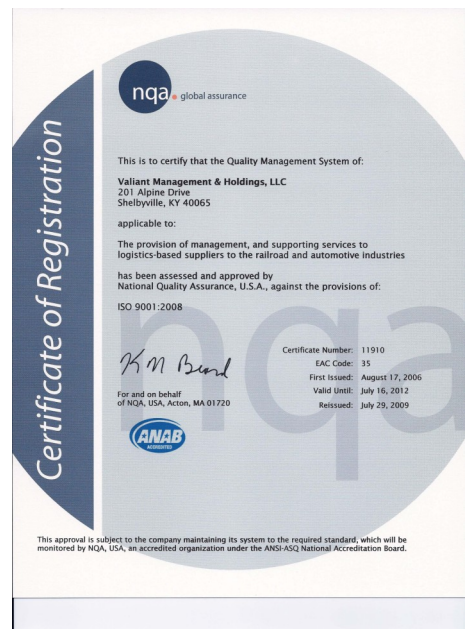 Certificate of Registration
nqa. global assurance
This is to certify that the Quality Management System of:
Valiant Management & Holdings, LLC
201 Alpine Drive
Shelbyville, KY 40065
applicable to:
The provision of management, and supporting services to
logistics-based suppliers to the railroad and automotive industries
has been assessed and approved by
National Quality Assurance, U.S.A., against the provisions of:
ISO 9001:2008
nqa
K M Beard
For and on behalf
of NQA, USA, Acton, MA 01720
Certificate Number: 11910
EAC Code: 35
First Issued: August 17, 2006
Valid Until: July 16, 2012
Reissued: July 29, 2009
ANAB
ACCREDITED
This approval is subject to the company maintaining its system to the required standard, which will be
monitored by NQA, USA, an accredited organization under the ANSI-ASQ National Accreditation Board.